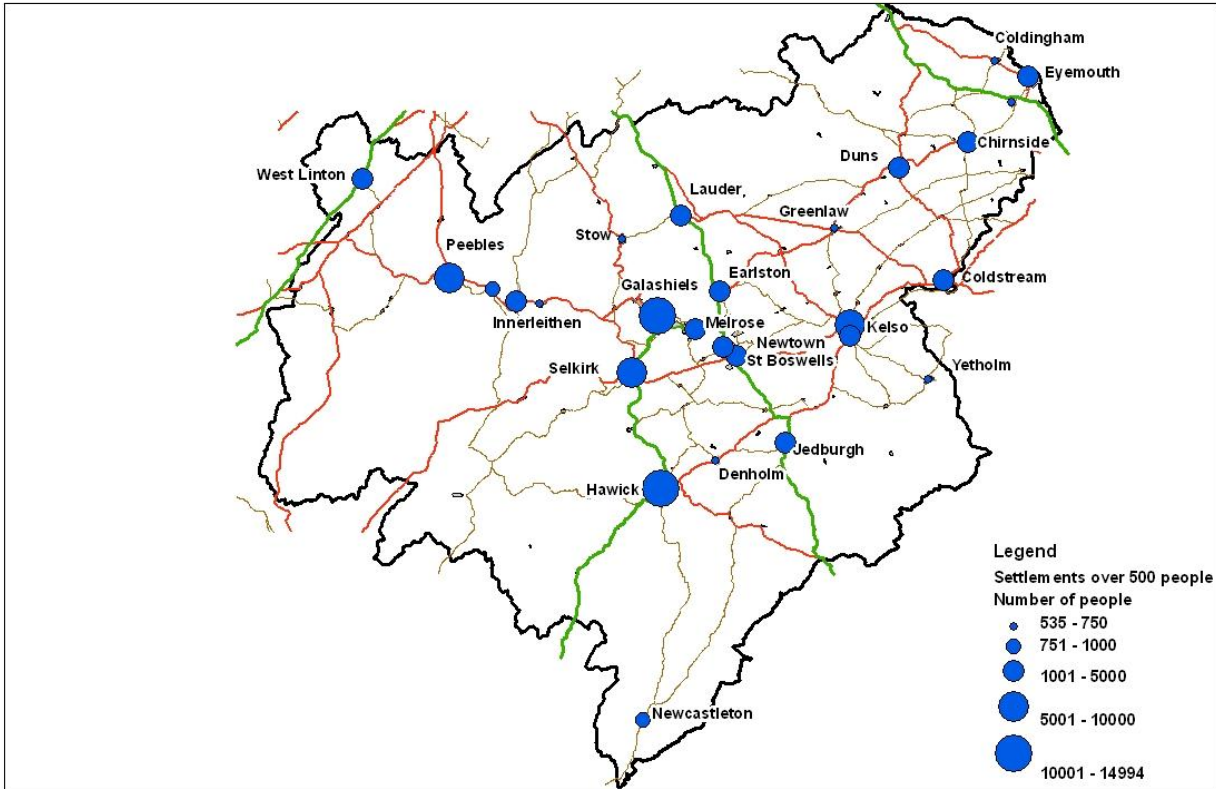 Coldingham
Eyemouth
Chirnside
Duns
West Linton
Lauder
Greenlaw
Stow
Peebles
Earlston
Coldstream
Galashiels
Innerleithen
Melrose
Kelso
Newtown
St Boswells
Selkirk
Yetholm
Jedburgh
Denholm
Hawick
Newcastleton
Legend
Settlements over 500 people
Number of people
535 - 750
751 - 1000
1001 - 5000
5001 - 10000
10001 - 14994